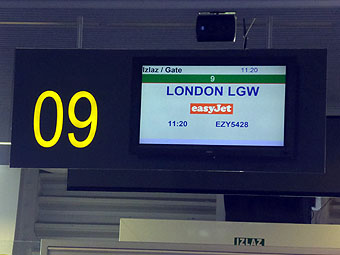 Izlaz / Gate 11:20
9
09
LONDON LGW
easyJet
11:20 EZY5428
IZLAZ